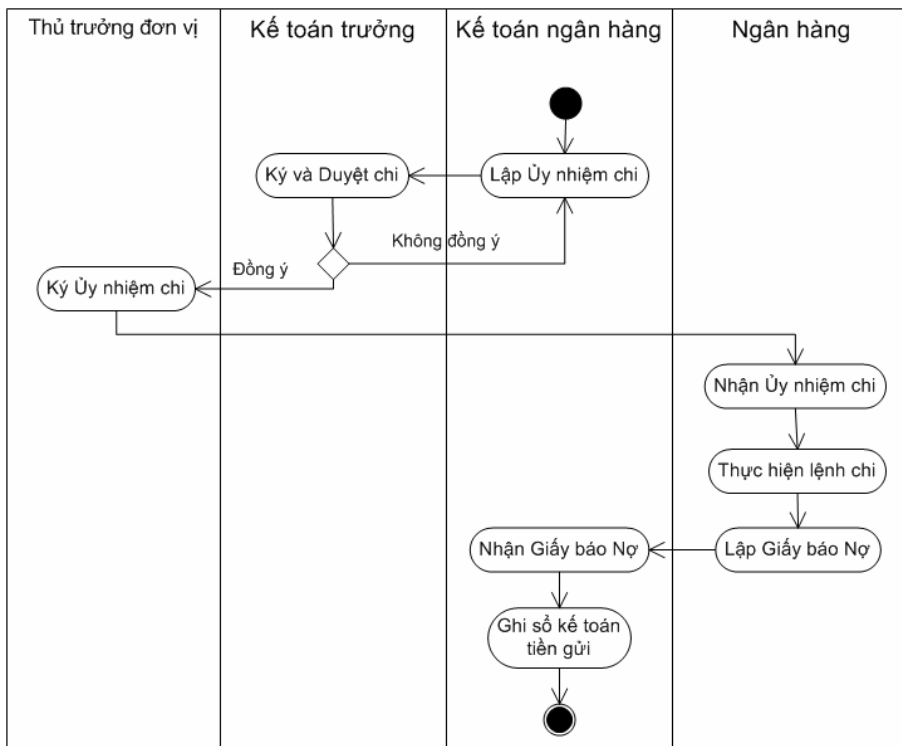 Thủ trưởng đơn vị
Kế toán trưởng
Kế toán ngân hàng
Ngân hàng
Ký và Duyệt chi
Lập Ủy nhiệm chi
Không đồng ý
Đồng ý
Ký Ủy nhiệm chi
Nhận Ủy nhiệm chi
Thực hiện lệnh chi
Nhận Giấy báo Nợ
Lập Giấy báo Nợ
Ghi sổ kế toán
tiền gửi